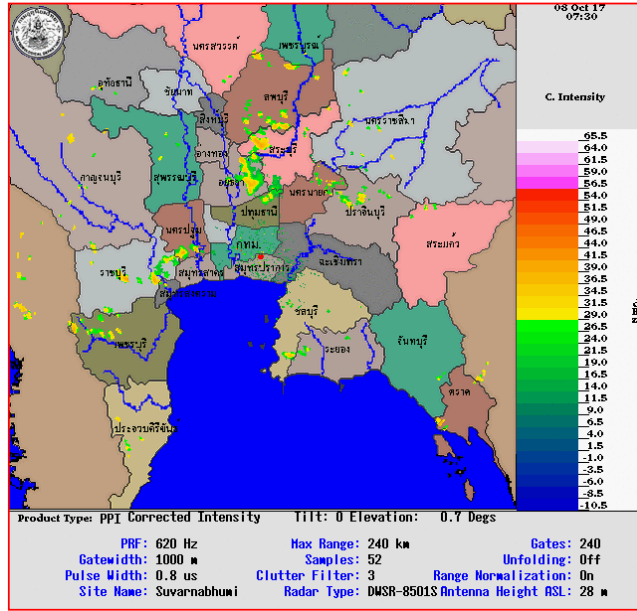 08 Oct 17
07:30
C. Intensity
นครสวรรค์
เพชรบูรณ์
อุทัยธานี
ชัยนาท
ลพบุรี
สิงห์บุรี
นครราชสีมา
อ่างทอง
สระบุรี
กาญจนบุรี
สุพรรณบุรี
อยุธยา
นครนายก
ปราจีนบุรี
ปทุมธานี
นครปฐม
กทม.
สระแก้ว
ราชบุรี
สมุทรสาคร
สมุทรปราการ
ฉะเชิงเทรา
ชลบุรี
เพชรบุรี
ระยอง
จันทบุรี
ตราด
ประจวบคีรีขันธ์
65.5
64.0
61.5
59.0
56.5
54.0
51.5
49.0
46.5
44.0
41.5
39.0
36.5
34.0
31.5
29.0
26.5
24.0
21.5
19.0
16.5
14.0
11.5
9.0
6.5
4.0
1.5
-1.0
-3.5
-6.0
-8.5
-10.5
Product Type: PPI Corrected Intensity Tilt: 0 Elevation: 0.7 Degs
PRF: 620 Hz Max Range: 240 km Gates: 240
Gatewidth: 1000 m Samples: 52 Unfolding: Off
Pulse Width: 0.8 us Clutter Filter: 3 Range Normalization: On
Site Name: Suvarnabhumi Radar Type: DWSR-8501S Antenna Height ASL: 28 m